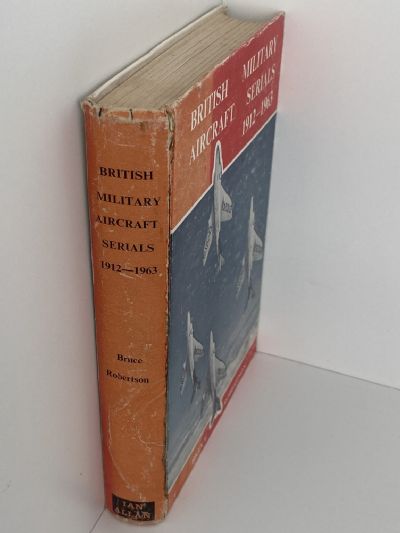 BRITISH
MILITARY
AIRCRAFT
SERIALS
1912—1963
Bruce
Robertson
IAN
ALLAN
BRITISH MILITARY
AIRCRAFT SERIALS
1912—1963